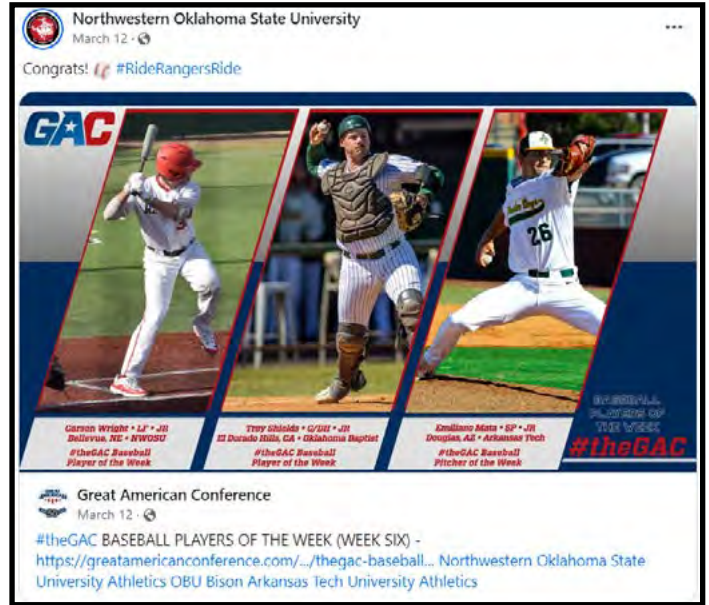 Northwestern Oklahoma State University
March 12 ·
Congrats! #RideRangersRide
GAC
26
Garson Wright • LF • JR
Bellevue, NE • NWOSU
#theGAC Baseball
Player of the Week
Troy Shields • C/DH • JR
El Dorado Hills, CA • Oklahoma Baptist
#theGAC Baseball
Player of the Week
Emiliano Mata • SP • JR
Douglas, AZ • Arkansas Tech
#theGAC Baseball
Pitcher of the Week
BASEBALL
PLAYERS OF
THE WEEK
#theGAC
Great American Conference
March 12 ·
#theGAC BASEBALL PLAYERS OF THE WEEK (WEEK SIX) -
https://greatamericanconference.com/.../thegac-baseball... Northwestern Oklahoma State
University Athletics OBU Bison Arkansas Tech University Athletics